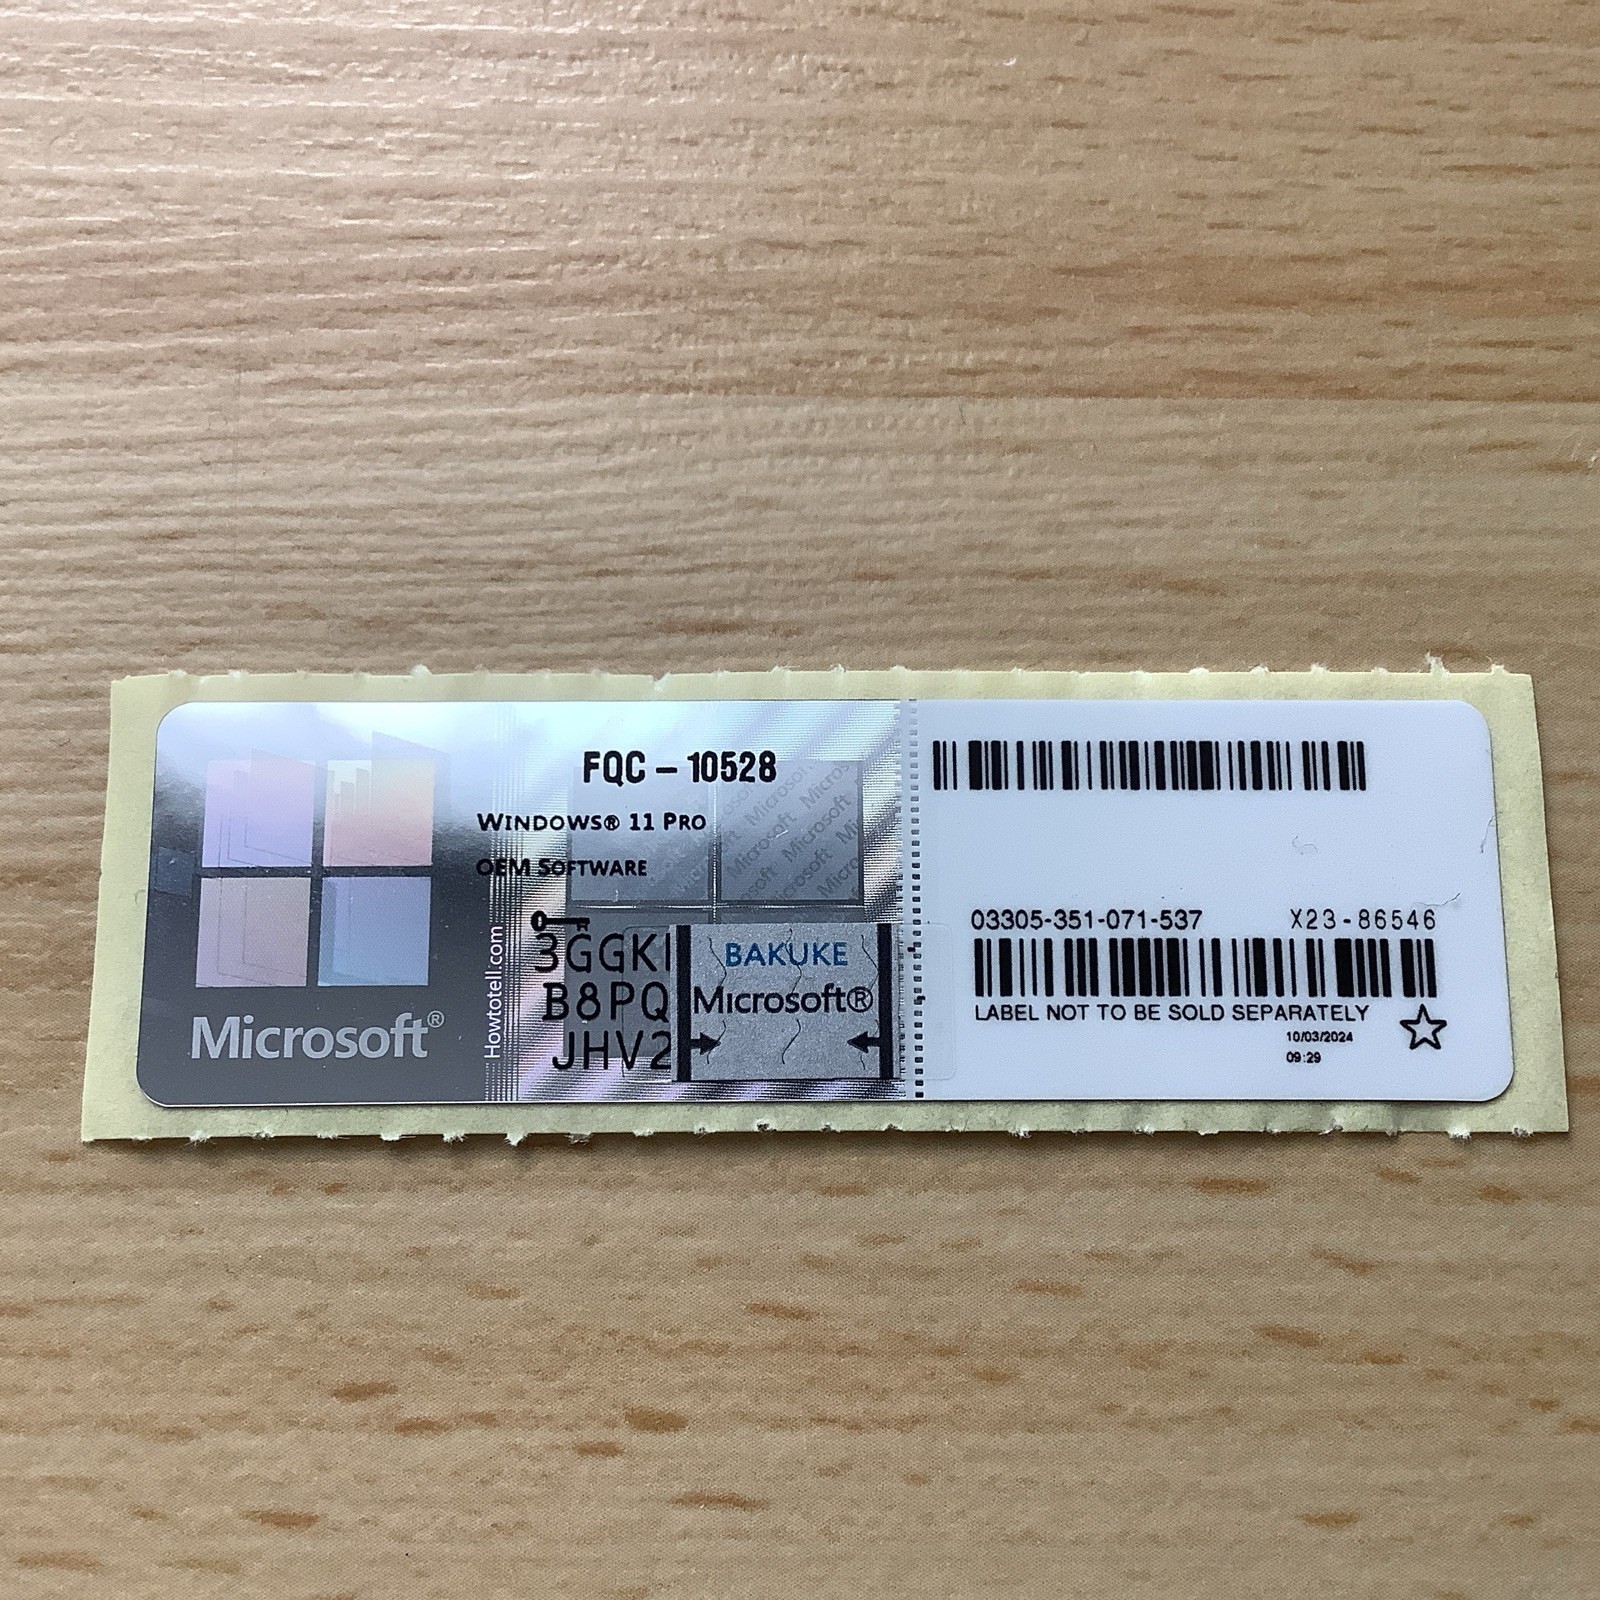 FQC - 10528
WINDOWS® 11 PRO
OEM SOFTWARE
3GGKI
B8PQ
JHV2
BAKUKE
Microsoft®
Howtotell.com
Microsoft®
03305-351-071-537 X23-86546
LABEL NOT TO BE SOLD SEPARATELY
10/03/2024
09:29